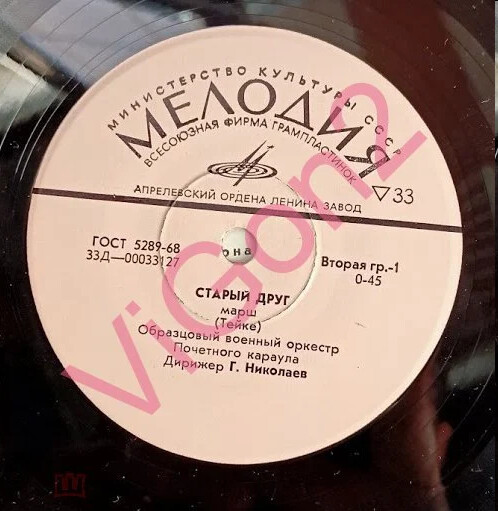 МИНИСТЕРСТВО КУЛЬТУРЫ СССР
МЕЛОДИЯ
ВСЕСОЮЗНАЯ ФИРМА ГРАМПЛАСТИНОК
33
АПРЕЛЕВСКИЙ ОРДЕНА ЛЕНИНА ЗАВОД
ГОСТ 5289-68
33Д—00033127
Вторая гр.-1
0-45
СТАРЫЙ ДРУГ
марш
(Тейке)
Образцовый военный оркестр
Почетного караула
Дирижер Г. Николаев
ViGon2